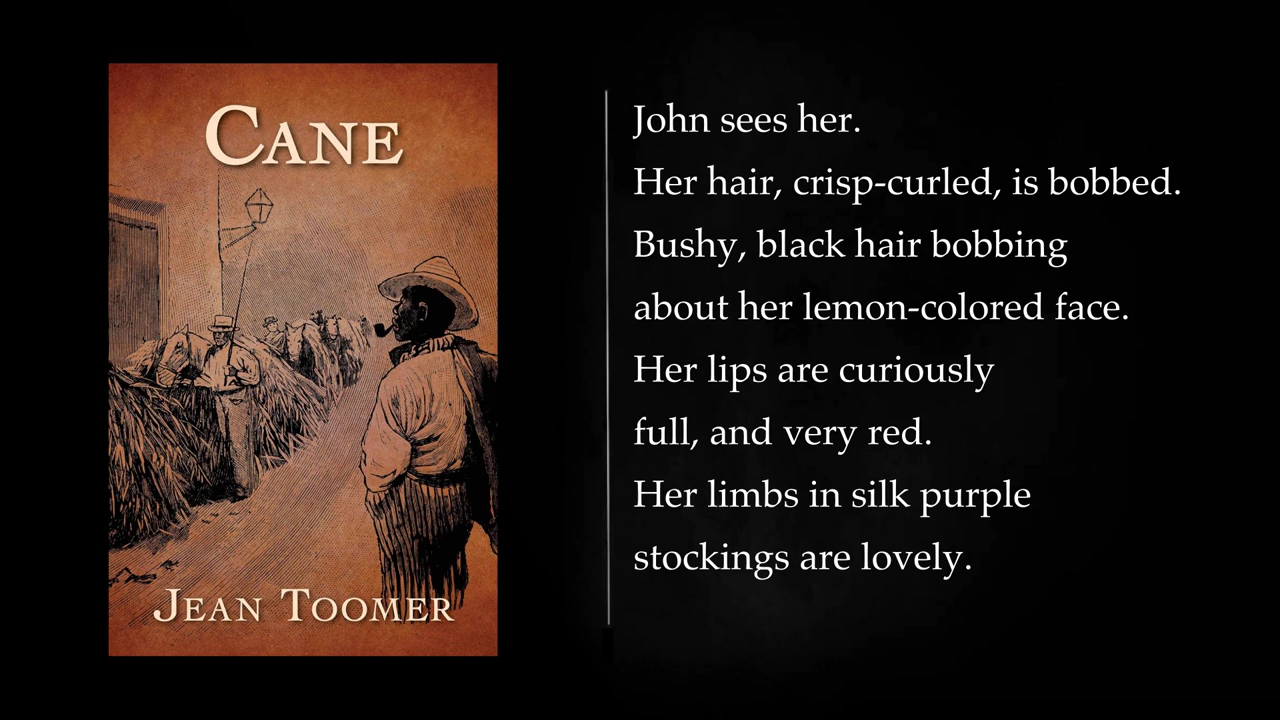 CANE
JEAN TOOMER
John sees her.
Her hair, crisp-curled, is bobbed.
Bushy, black hair bobbing
about her lemon-colored face.
Her lips are curiously
full, and very red.
Her limbs in silk purple
stockings are lovely.